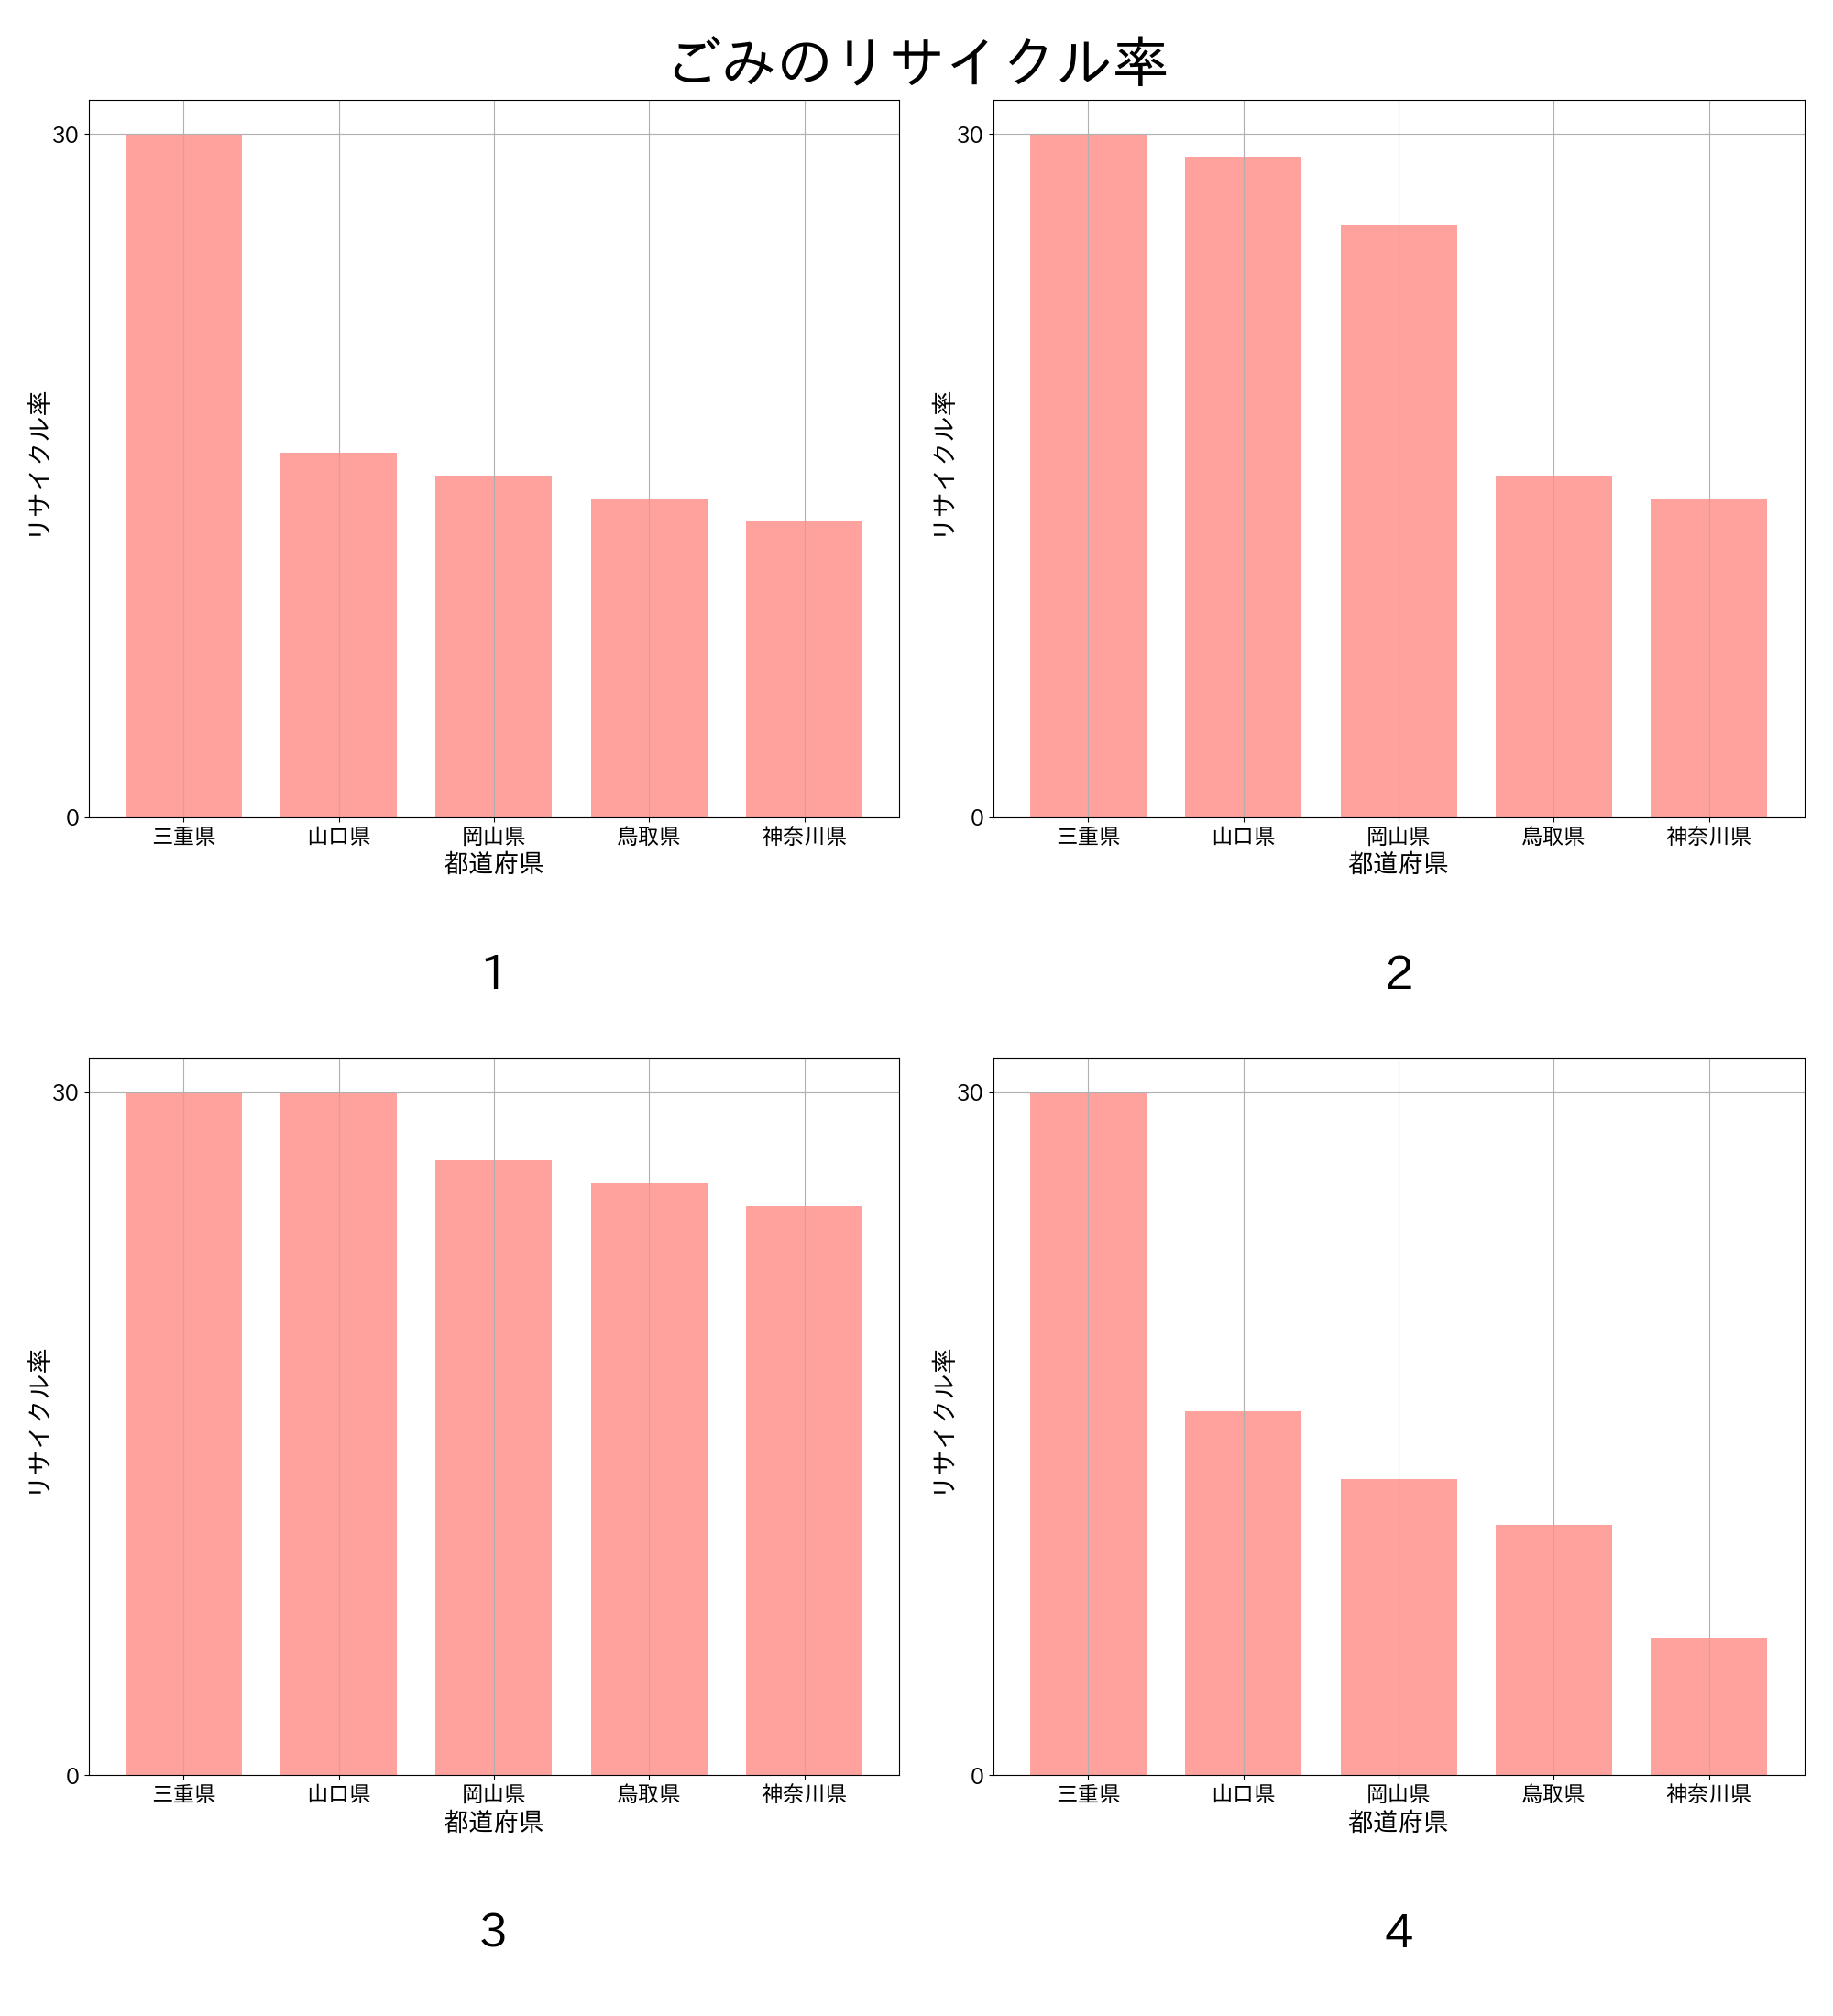 ごみのリサイクル率
30
0
リサイクル率
三重県 山口県 岡山県 鳥取県 神奈川県
都道府県
1
30
0
リサイクル率
三重県 山口県 岡山県 鳥取県 神奈川県
都道府県
2
30
0
リサイクル率
三重県 山口県 岡山県 鳥取県 神奈川県
都道府県
3
30
0
リサイクル率
三重県 山口県 岡山県 鳥取県 神奈川県
都道府県
4